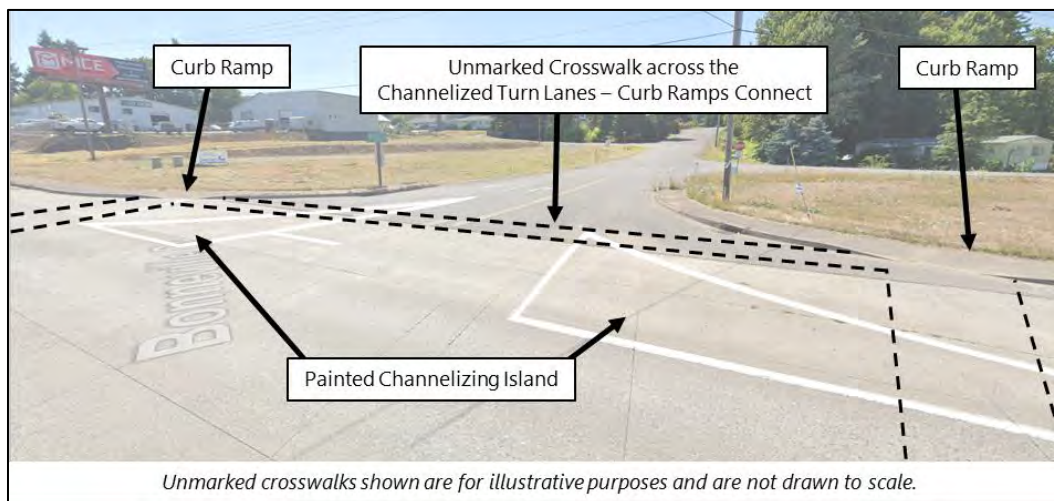 Curb Ramp
Unmarked Crosswalk across the
Channelized Turn Lanes – Curb Ramps Connect
Curb Ramp
Painted Channelizing Island
Unmarked crosswalks shown are for illustrative purposes and are not drawn to scale.